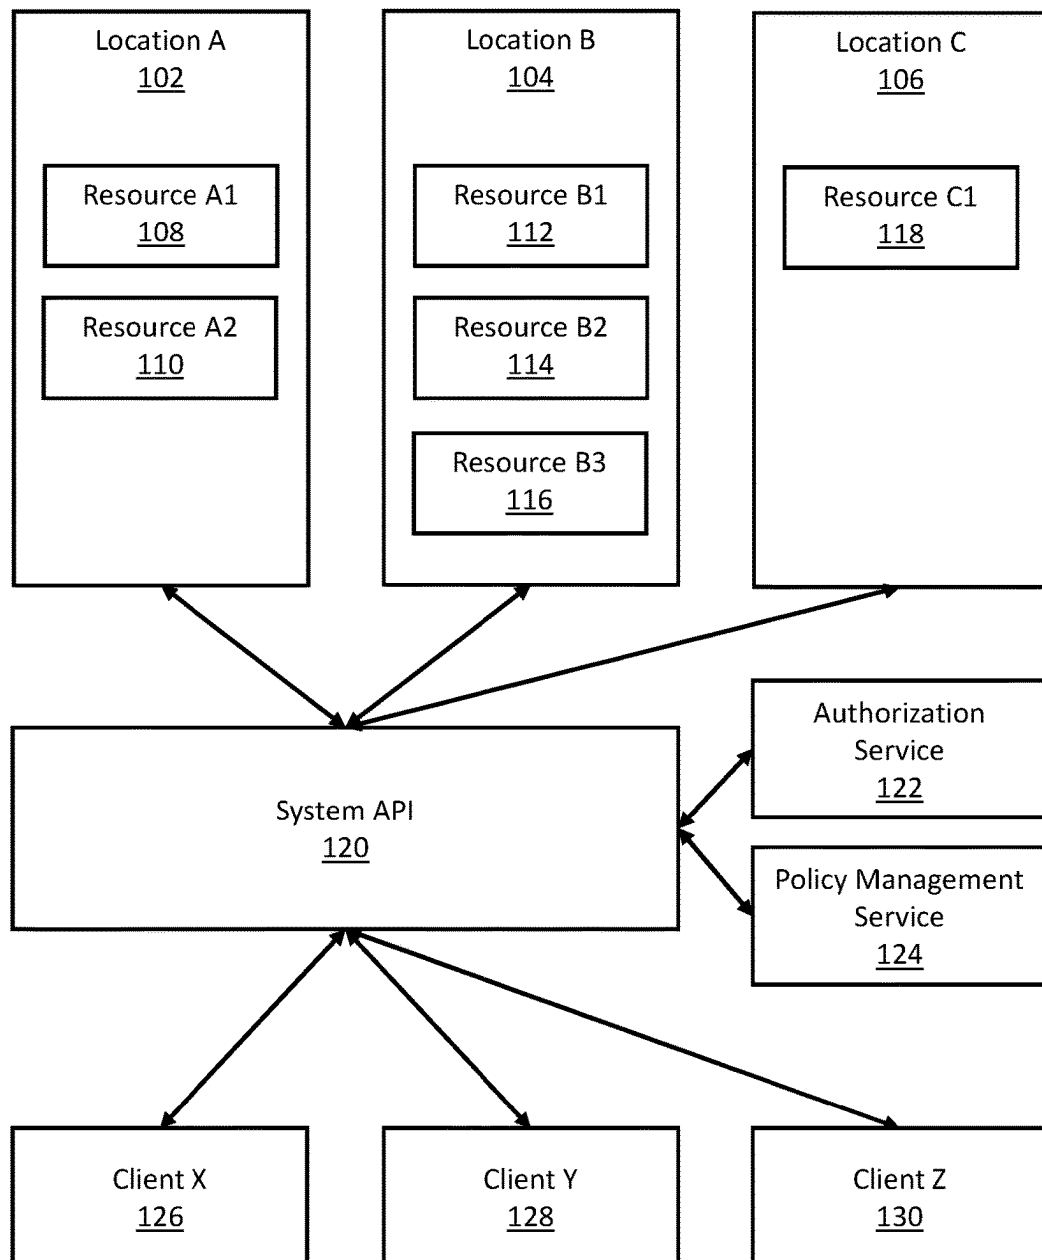 Location A
102
Location B
104
Location C
106
Resource A1
108
Resource B1
112
Resource C1
118
Resource A2
110
Resource B2
114
Resource B3
116
System API
120
Authorization
Service
122
Policy Management
Service
124
Client X
126
Client Y
128
Client Z
130